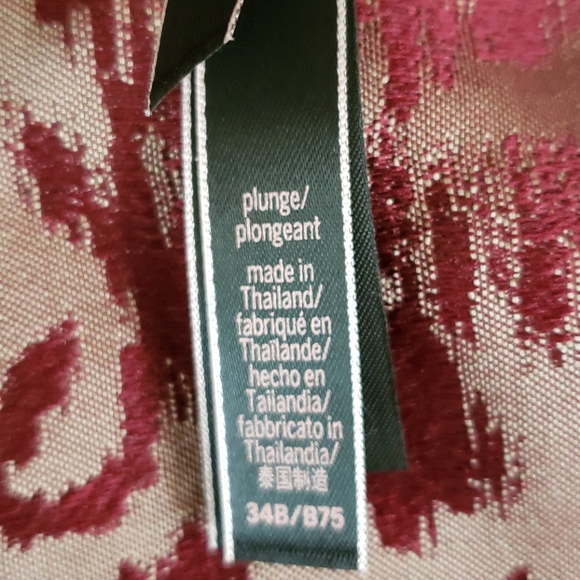 plunge/
plongeant
made in
Thailand/
fabriqué en
Thaïlande/
hecho en
Tailandia/
fabbricato in
Thailandia/
泰国制造
34B/B75